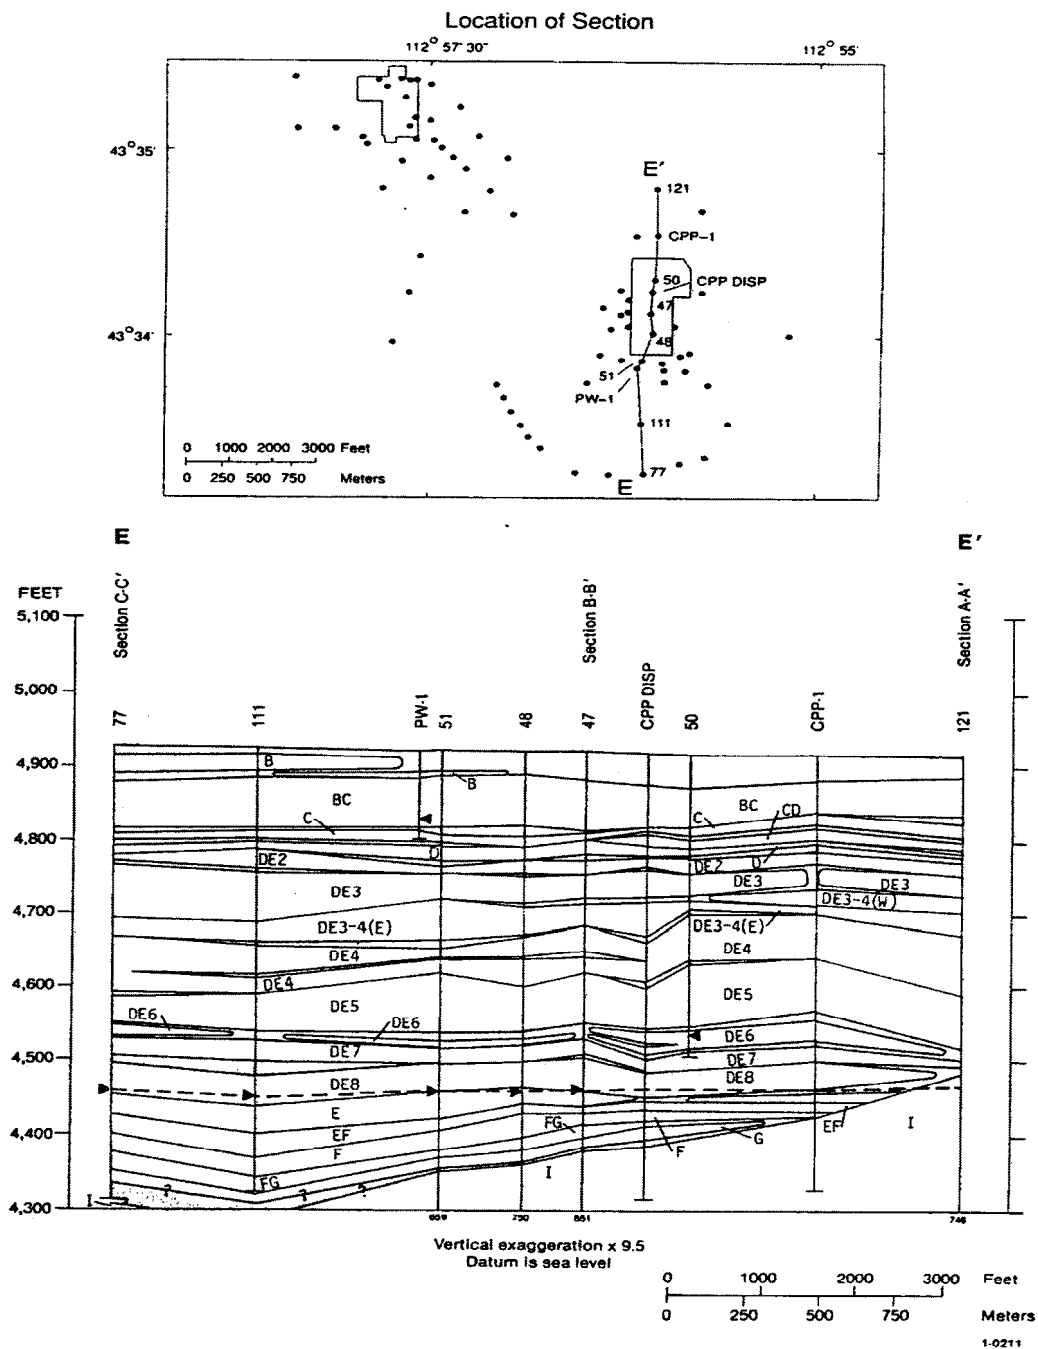 Location of Section
112° 57' 30" 112° 55'
43° 35'
43° 34'
E'
121
CPP-1
50
CPP DISP
47
48
51
PW-1
111
77
E
0 1000 2000 3000 Feet
0 250 500 750 Meters
E E'
Section C-C' Section B-B' Section A-A'
FEET
5,100
5,000
4,900
4,800
4,700
4,600
4,500
4,400
4,300
77 111 PW-1 51 48 47 CPP DISP 50 CPP-1 121
B
B
BC BC
C C CD
D D
DE2 DE2
DE3 DE3 DE3
DE3-4(W)
DE3-4(E) DE3-4(E)
DE4 DE4
DE4
DE5 DE5
DE6 DE6 DE6
DE7 DE7
DE8 DE8
E
EF EF
F F
FG G
FG
I I I
? ? ?
659 750 851 746
Vertical exaggeration x 9.5
Datum is sea level
0 1000 2000 3000 Feet
0 250 500 750 Meters
1-0211